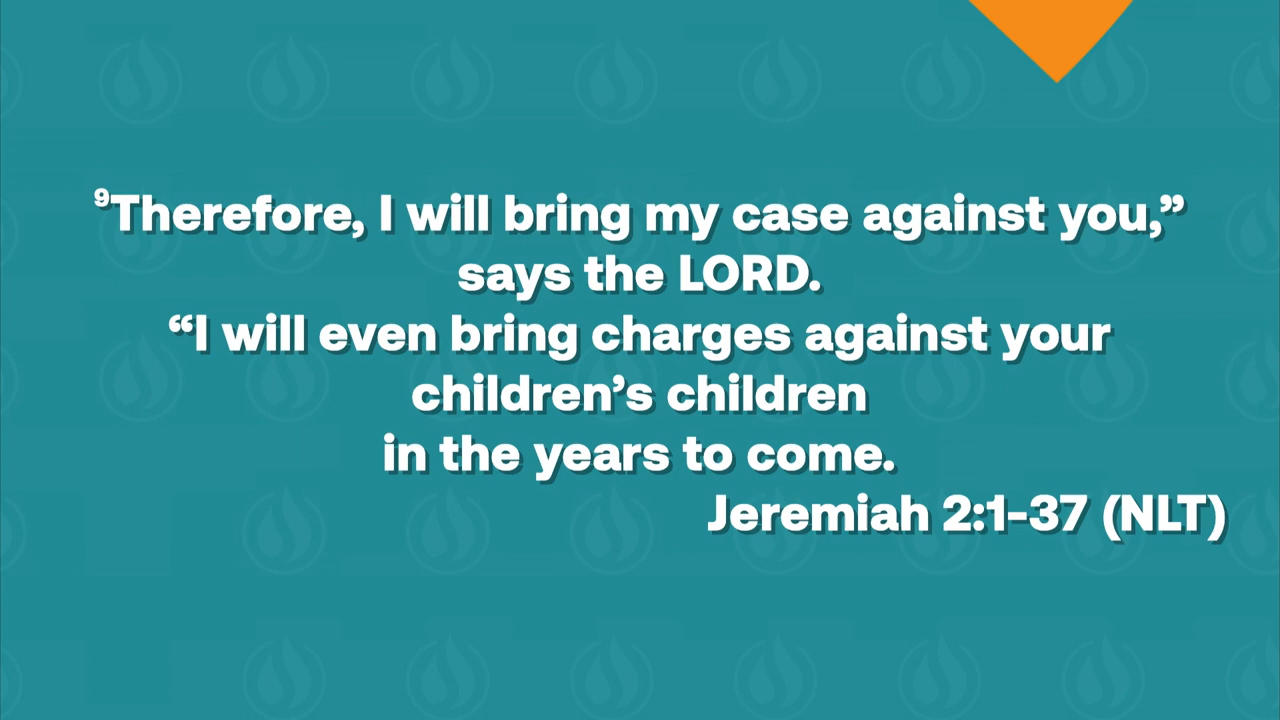 ⁹Therefore, I will bring my case against you,”
says the LORD.
“I will even bring charges against your
children’s children
in the years to come.
Jeremiah 2:1-37 (NLT)